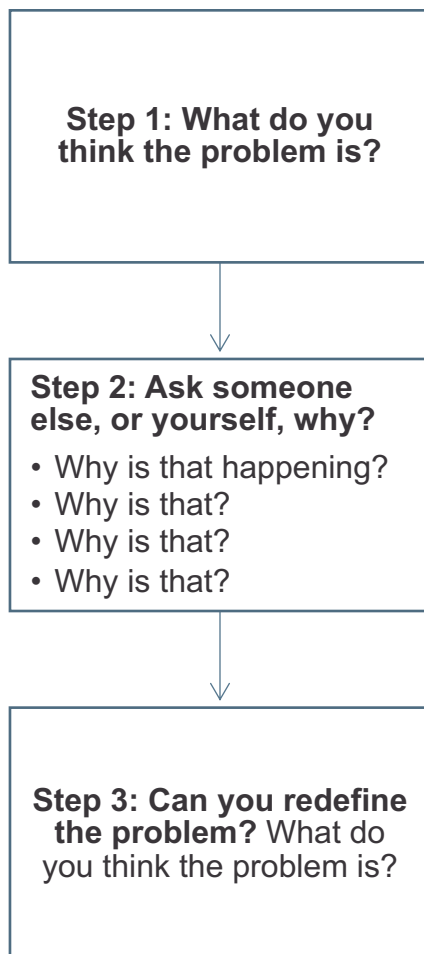 Step 1: What do you
think the problem is?
Step 2: Ask someone
else, or yourself, why?
• Why is that happening?
• Why is that?
• Why is that?
• Why is that?
Step 3: Can you redefine
the problem? What do
you think the problem is?